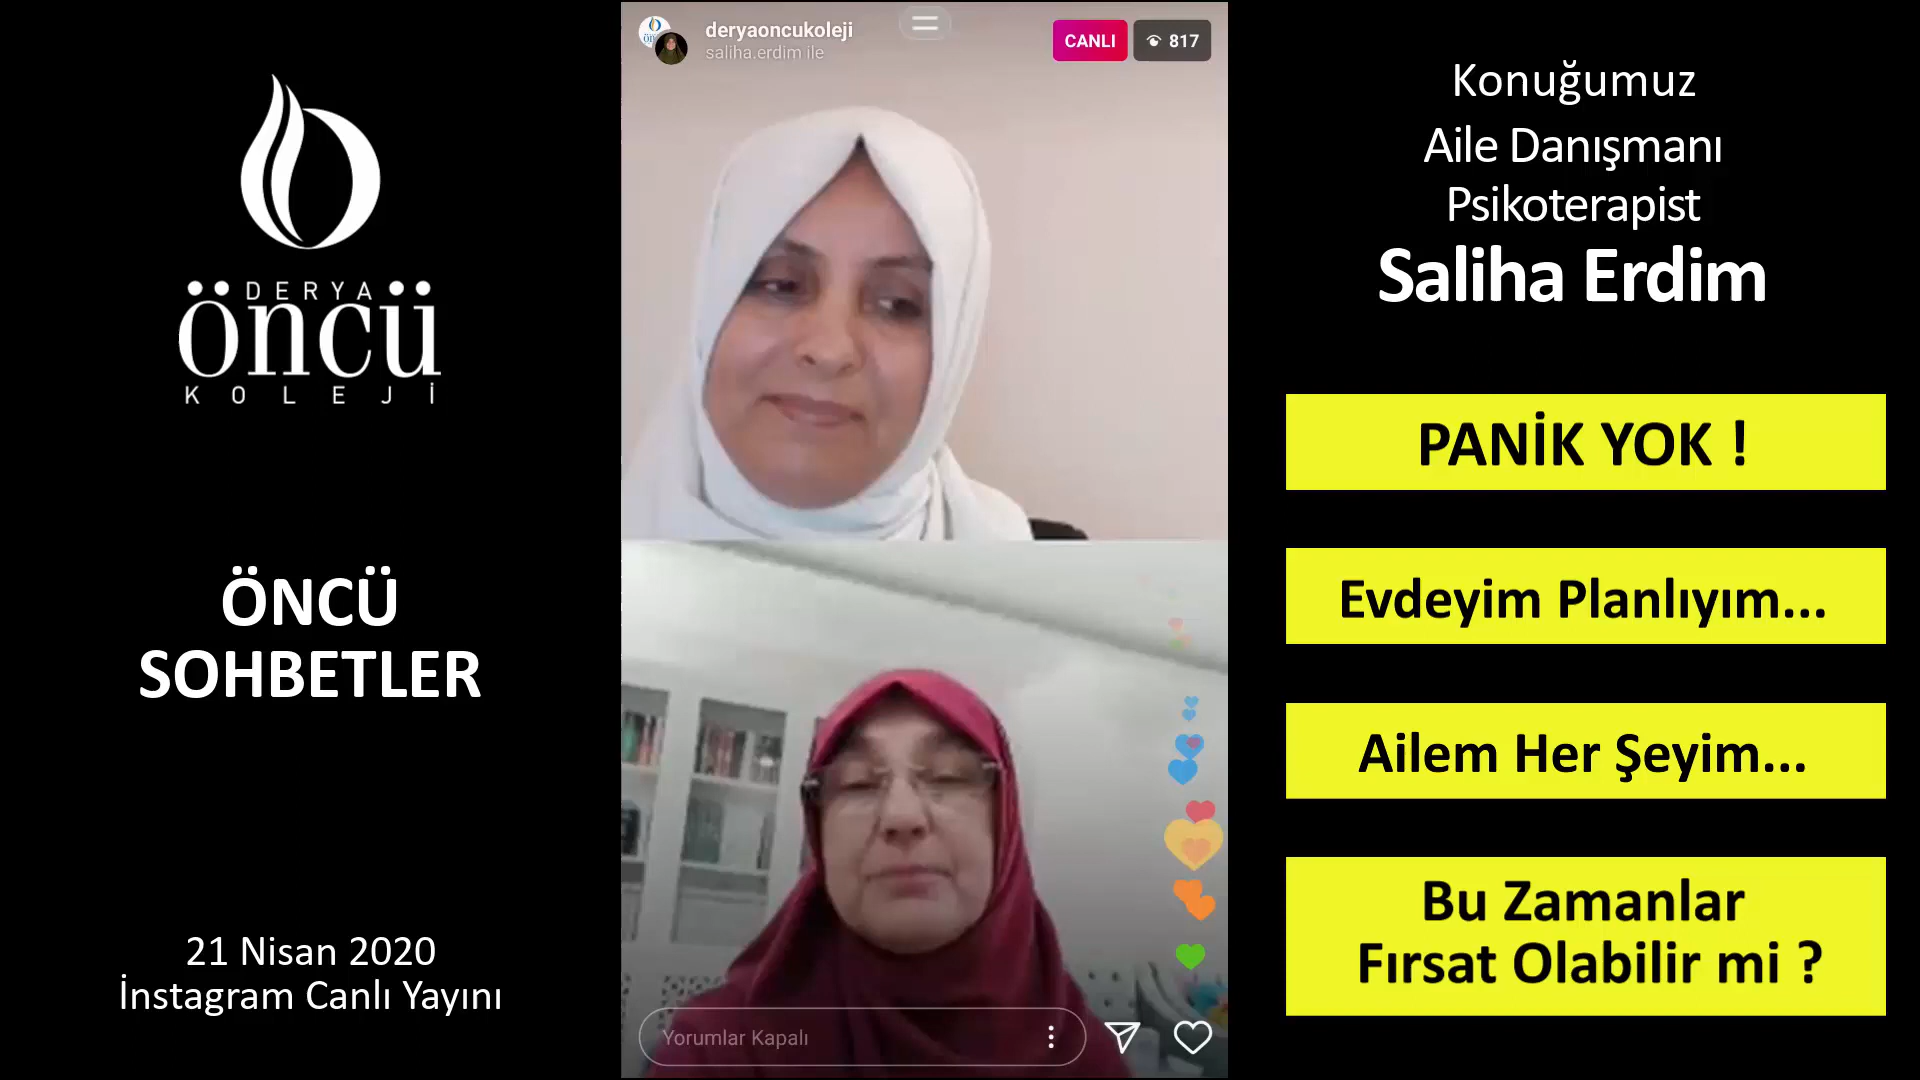 DERYA
öncü
KOLEJİ
ÖNCÜ
SOHBETLER
21 Nisan 2020
İnstagram Canlı Yayını
deryaoncukoleji
saliha.erdim ile
CANLI
817
Yorumlar Kapalı
Konuğumuz
Aile Danışmanı
Psikoterapist
Saliha Erdim
PANİK YOK !
Evdeyim Planlıyım...
Ailem Her Şeyim...
Bu Zamanlar
Fırsat Olabilir mi ?